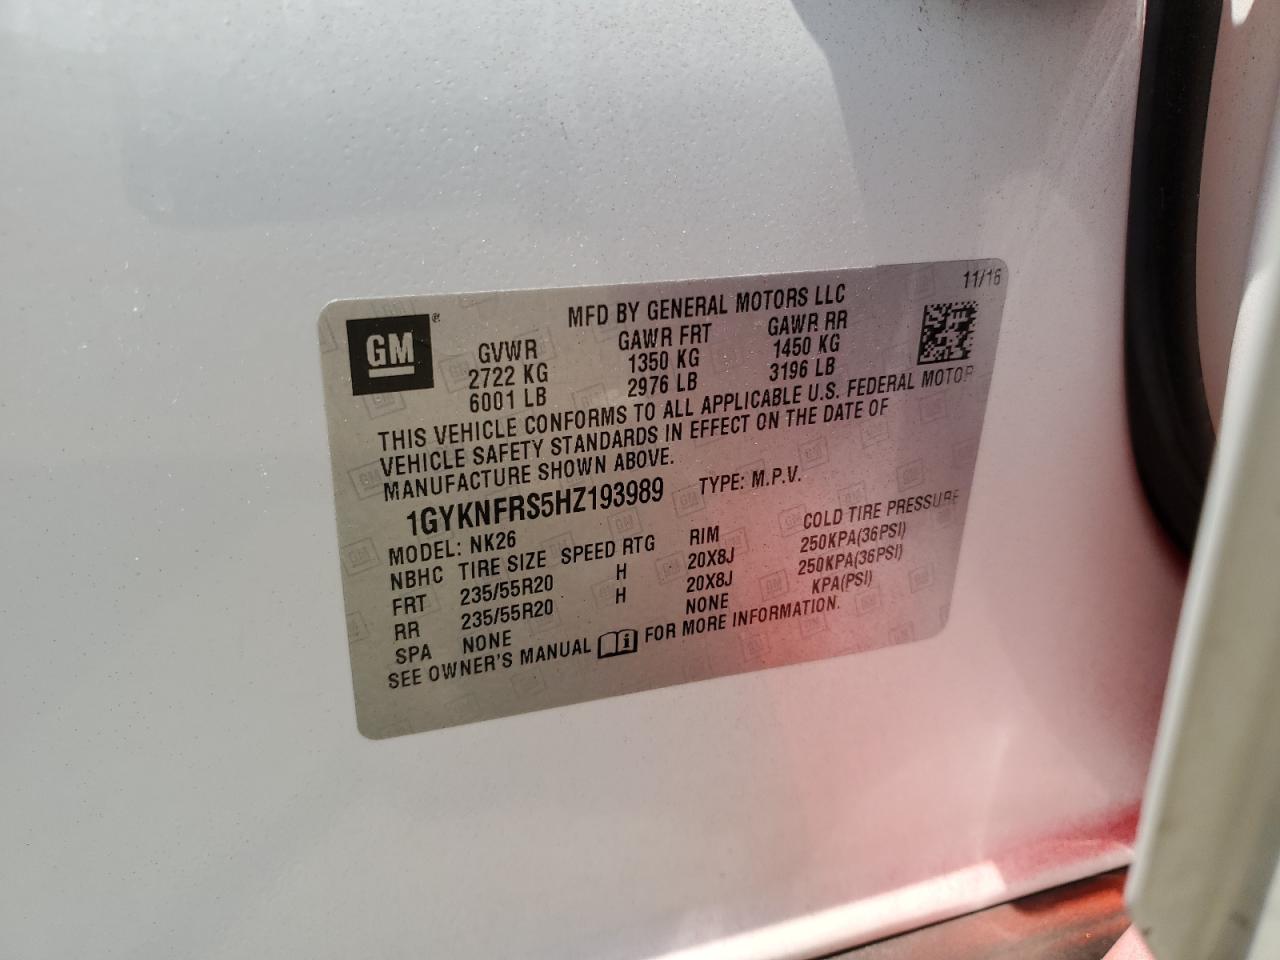 11/16
MFD BY GENERAL MOTORS LLC
GM®
GVWR GAWR FRT GAWR RR
2722 KG 1350 KG 1450 KG
6001 LB 2976 LB 3196 LB
THIS VEHICLE CONFORMS TO ALL APPLICABLE U.S. FEDERAL MOTOR
VEHICLE SAFETY STANDARDS IN EFFECT ON THE DATE OF
MANUFACTURE SHOWN ABOVE.
1GYKNFRS5HZ193989 TYPE: M.P.V.
MODEL: NK26
NBHC TIRE SIZE SPEED RTG RIM COLD TIRE PRESSURE
FRT 235/55R20 H 20X8J 250KPA(36PSI)
RR 235/55R20 H 20X8J 250KPA(36PSI)
SPA NONE NONE KPA(PSI)
SEE OWNER'S MANUAL FOR MORE INFORMATION.